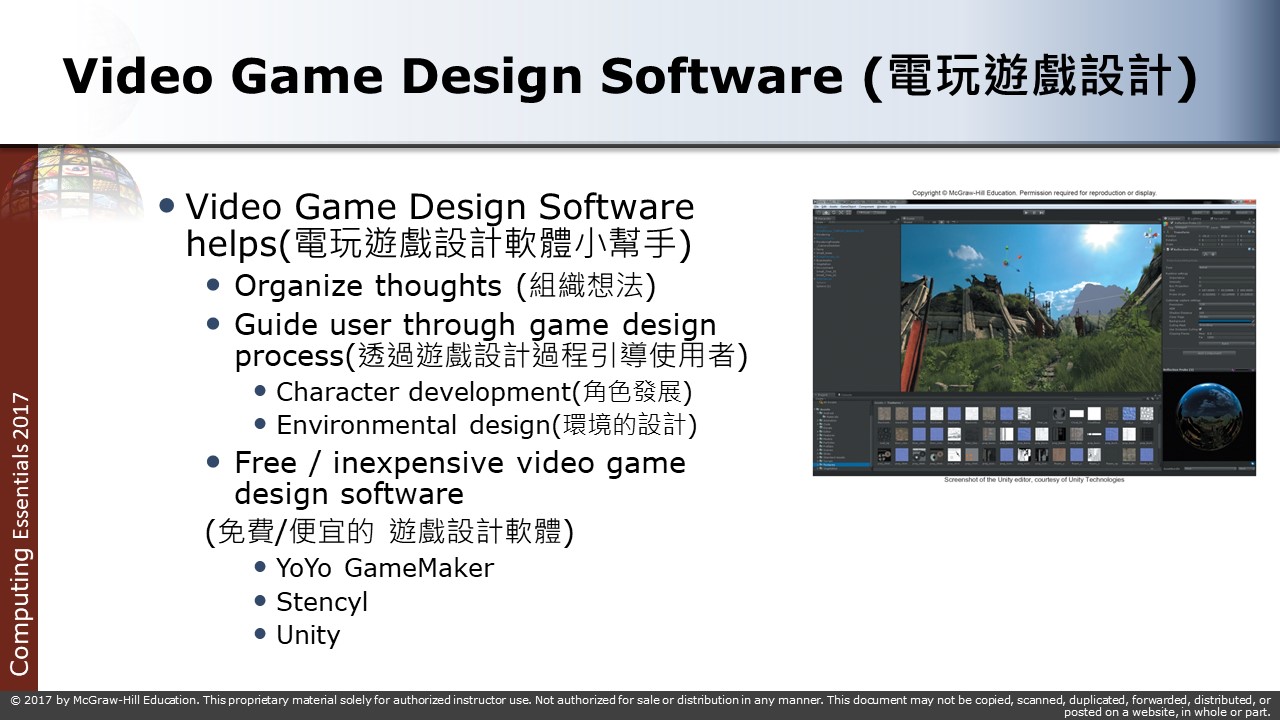 Video Game Design Software (電玩遊戲設計)
Video Game Design Software
helps(電玩遊戲設計軟體小幫手)
Organize thoughts (組織想法)
Guide user through game design
process(透過遊戲設計過程引導使用者)
Character development(角色發展)
Environmental design(環境的設計)
Free / inexpensive video game
design software
(免費/便宜的 遊戲設計軟體)
YoYo GameMaker
Stencyl
Unity
Copyright © McGraw-Hill Education. Permission required for reproduction or display.
Screenshot of the Unity editor, courtesy of Unity Technologies
Computing Essentials 2017
© 2017 by McGraw-Hill Education. This proprietary material solely for authorized instructor use. Not authorized for sale or distribution in any manner. This document may not be copied, scanned, duplicated, forwarded, distributed, or
posted on a website, in whole or part.